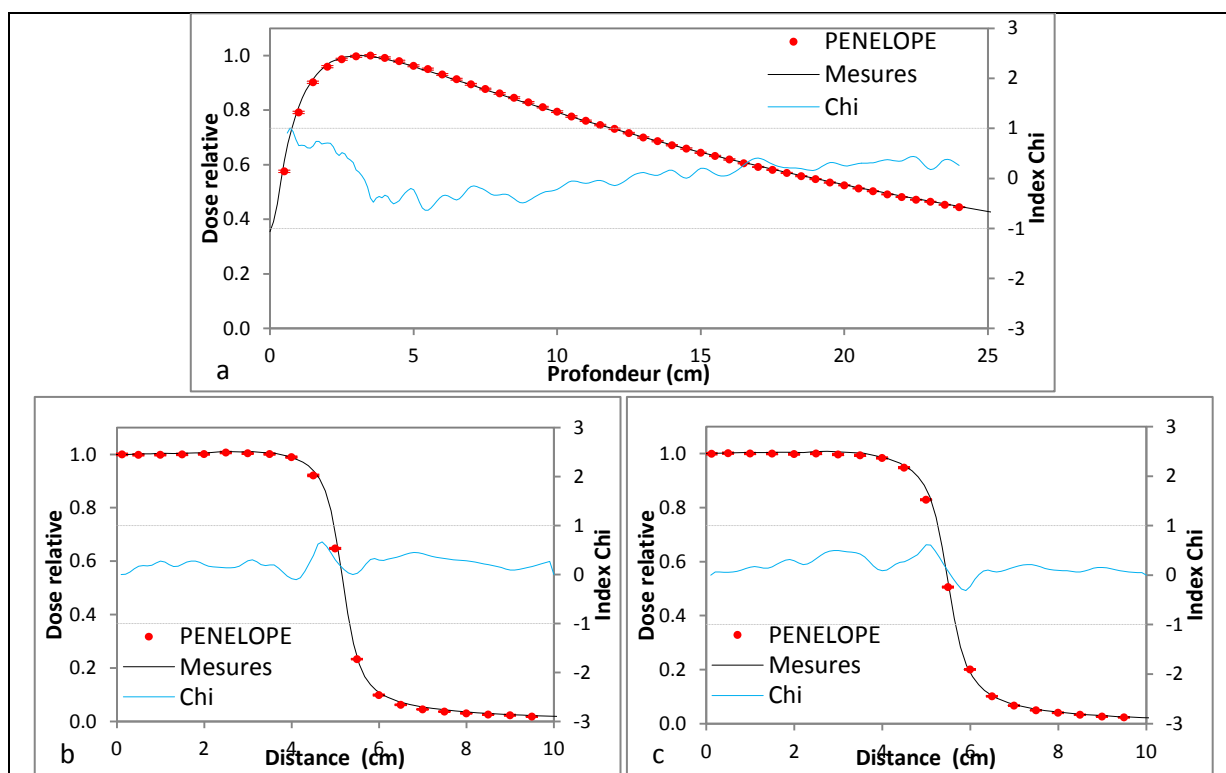 3
1.0
2
0.8
1
0.6
0
0.4
-1
0.2
-2
0.0
-3
0
5
10
15
20
25
Dose relative
Index Chi
PENELOPE
Mesures
Chi
a
Profondeur (cm)
3
1.0
2
0.8
1
0.6
0
0.4
-1
0.2
-2
0.0
-3
0
2
4
6
8
10
Dose relative
Index Chi
PENELOPE
Mesures
Chi
b
Distance (cm)
3
1.0
2
0.8
1
0.6
0
0.4
-1
0.2
-2
0.0
-3
0
2
4
6
8
10
Dose relative
Index Chi
PENELOPE
Mesures
Chi
c
Distance (cm)